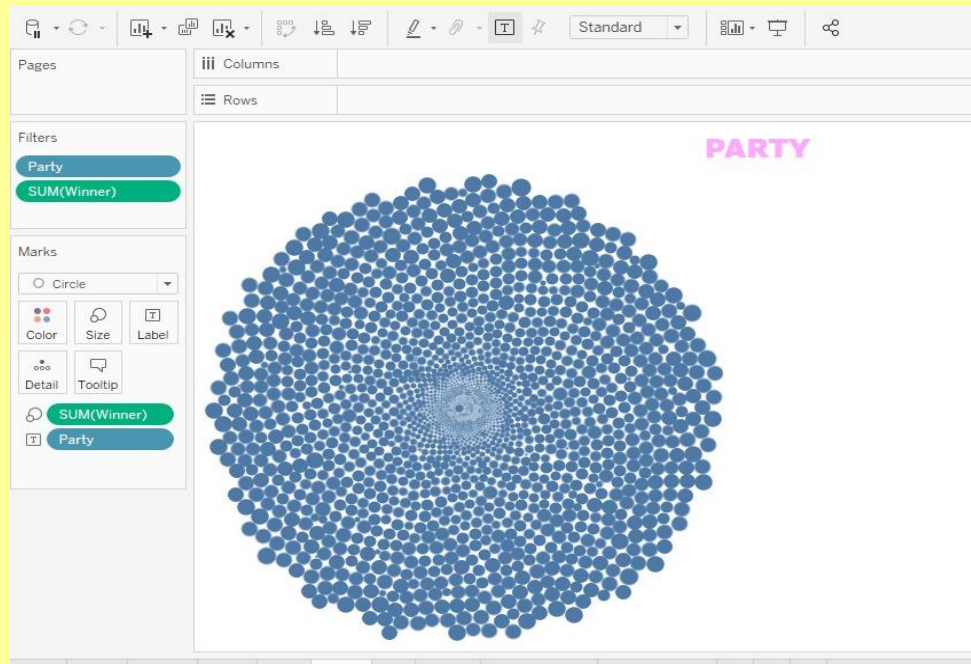 Standard
Pages
iii Columns
Rows
Filters
Party
SUM(Winner)
PARTY
Marks
Circle
Color
Size
T
Label
Detail
Tooltip
SUM(Winner)
T
Party